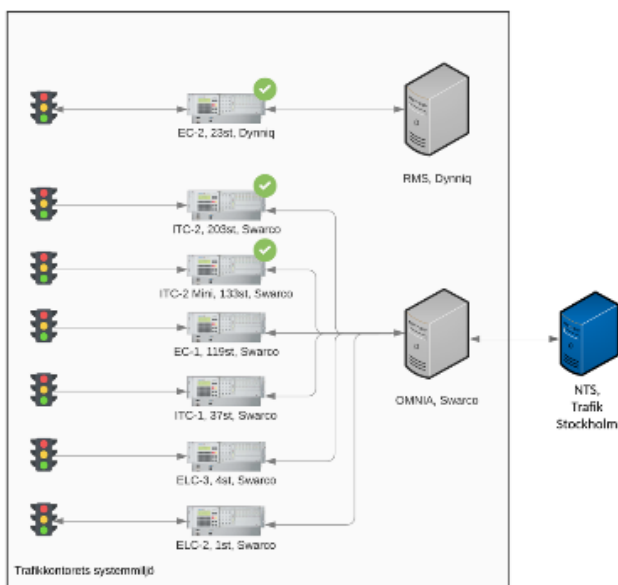 EC-2, 23st, Dynniq
RMS, Dynniq
ITC-2, 203st, Swarco
ITC-2 Mini, 133st, Swarco
EC-1, 119st, Swarco
OMNIA, Swarco
NTS,
Trafik
Stockholm
ITC-1, 37st, Swarco
ELC-3, 4st, Swarco
ELC-2, 1st, Swarco
Trafikkontorets systemmiljö